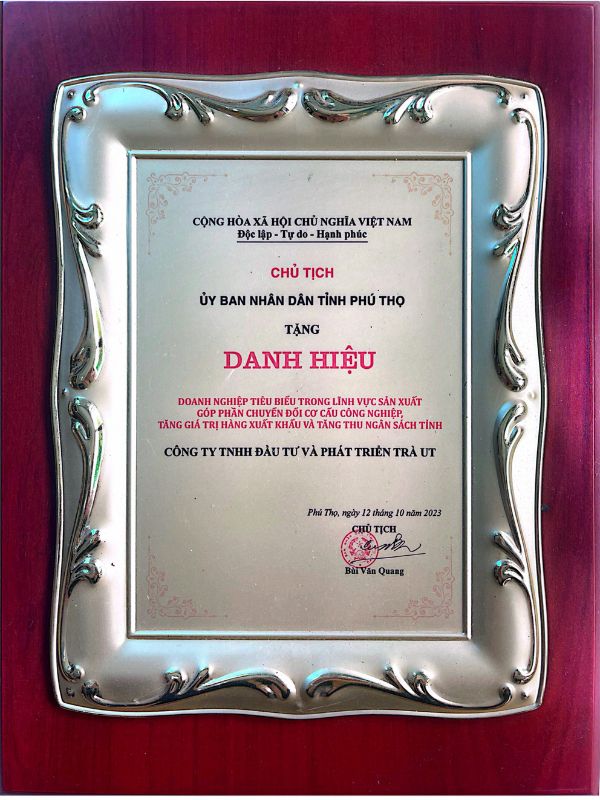 CỘNG HÒA XÃ HỘI CHỦ NGHĨA VIỆT NAM
Độc lập - Tự do - Hạnh phúc
CHỦ TỊCH
ỦY BAN NHÂN DÂN TỈNH PHÚ THỌ
TẶNG
DANH HIỆU
DOANH NGHIỆP TIÊU BIỂU TRONG LĨNH VỰC SẢN XUẤT
GÓP PHẦN CHUYỂN ĐỔI CƠ CẤU CÔNG NGHIỆP,
TĂNG GIÁ TRỊ HÀNG XUẤT KHẨU VÀ TĂNG THU NGÂN SÁCH TỈNH
CÔNG TY TNHH ĐẦU TƯ VÀ PHÁT TRIỂN TRÀ UT
Phú Thọ, ngày 12 tháng 10 năm 2023
CHỦ TỊCH
Bùi Văn Quang